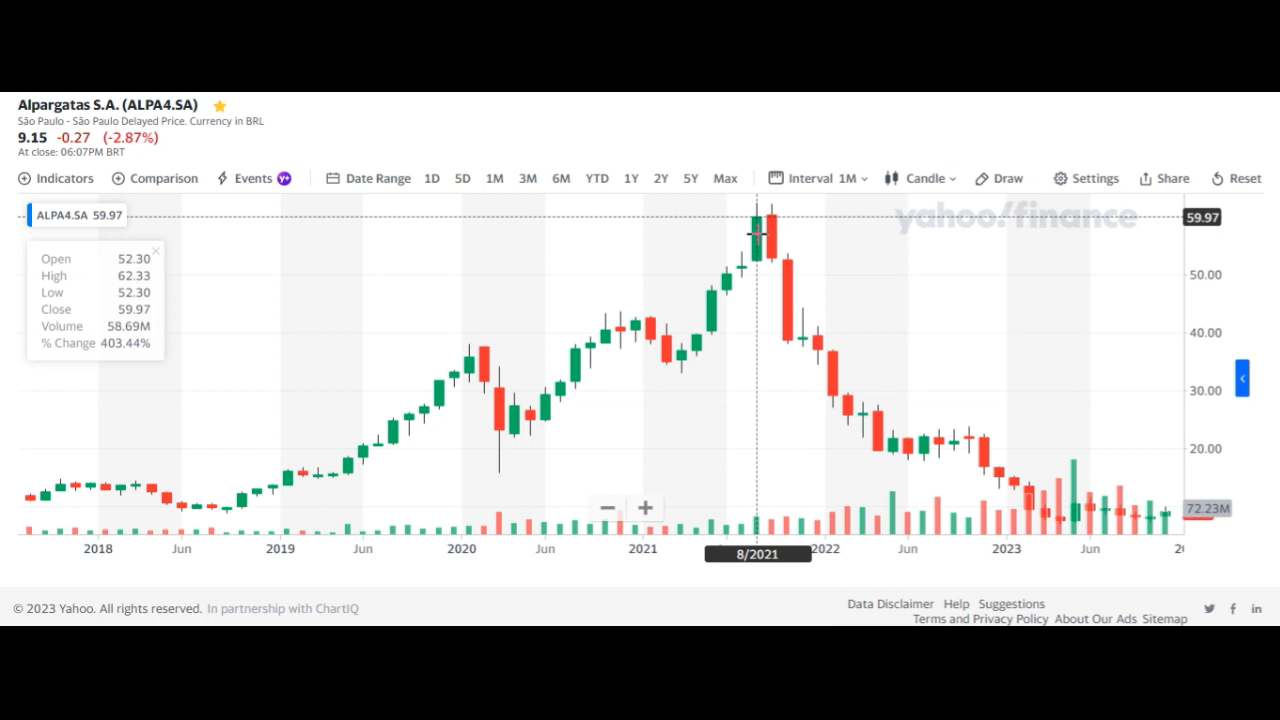 Alpargatas S.A. (ALPA4.SA)
São Paulo - São Paulo Delayed Price. Currency in BRL
9.15 -0.27 (-2.87%)
At close: 06:07PM BRT
Indicators Comparison Events Y+ Date Range 1D 5D 1M 3M 6M YTD 1Y 2Y 5Y Max Interval 1M Candle Draw Settings Share Reset
ALPA4.SA 59.97
yahoo!finance
59.97
Open 52.30
High 62.33
Low 52.30
Close 59.97
Volume 58.69M
% Change 403.44%
50.00
40.00
30.00
20.00
72.23M
2018 Jun 2019 Jun 2020 Jun 2021 2022 Jun 2023 Jun
8/2021
© 2023 Yahoo. All rights reserved. In partnership with ChartIQ
Data Disclaimer Help Suggestions
Terms and Privacy Policy About Our Ads Sitemap